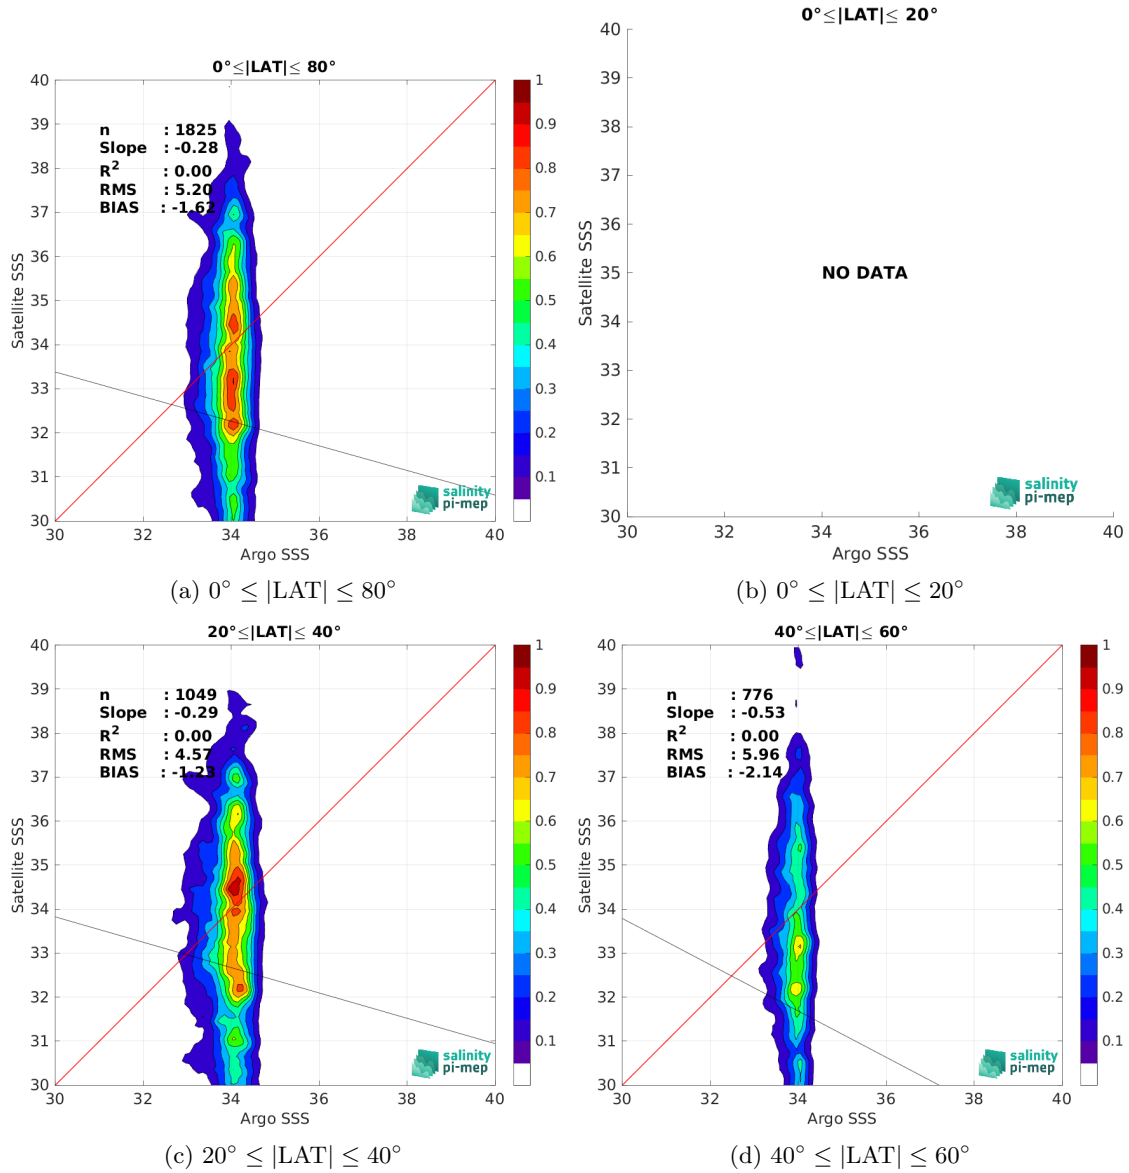 0°≤|LAT|≤ 80°
40
39
38
37
36
35
34
33
32
31
30
Satellite SSS
n : 1825
Slope : -0.28
R² : 0.00
RMS : 5.20
BIAS : -1.62
salinity
pi-mep
30 32 34 36 38 40
Argo SSS
1
0.9
0.8
0.7
0.6
0.5
0.4
0.3
0.2
0.1
(a) 0° ≤ |LAT| ≤ 80°
0°≤|LAT|≤ 20°
40
39
38
37
36
35
34
33
32
31
30
Satellite SSS
NO DATA
salinity
pi-mep
30 32 34 36 38 40
Argo SSS
(b) 0° ≤ |LAT| ≤ 20°
20°≤|LAT|≤ 40°
40
39
38
37
36
35
34
33
32
31
30
Satellite SSS
n : 1049
Slope : -0.29
R² : 0.00
RMS : 4.57
BIAS : -1.23
salinity
pi-mep
30 32 34 36 38 40
Argo SSS
1
0.9
0.8
0.7
0.6
0.5
0.4
0.3
0.2
0.1
(c) 20° ≤ |LAT| ≤ 40°
40°≤|LAT|≤ 60°
40
39
38
37
36
35
34
33
32
31
30
Satellite SSS
n : 776
Slope : -0.53
R² : 0.00
RMS : 5.96
BIAS : -2.14
salinity
pi-mep
30 32 34 36 38 40
Argo SSS
1
0.9
0.8
0.7
0.6
0.5
0.4
0.3
0.2
0.1
(d) 40° ≤ |LAT| ≤ 60°